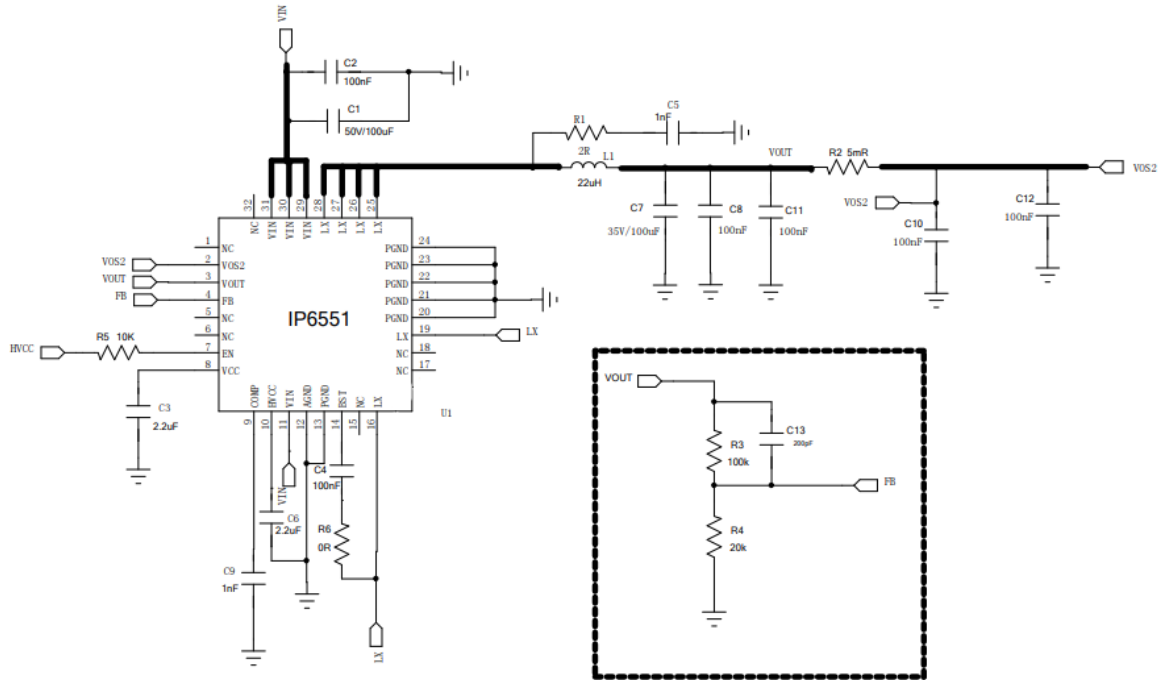 VIN
C2
100nF
C1
50V/100uF
R1
2R
C5
1nF
L1
22uH
VOUT
R2 5mR
VOS2
VOS2
C7
35V/100uF
C8
100nF
C11
100nF
C10
100nF
C12
100nF
32 31 30 29 28 27 26 25
NC VIN VIN VIN LX LX LX LX
1 NC
VOS2 2 VOS2
VOUT 3 VOUT
FB 4 FB
5 NC
6 NC
HVCC R5 10K 7 EN
8 VCC
PGND 24
PGND 23
PGND 22
PGND 21
PGND 20
LX 19 LX
NC 18
NC 17
IP6551
U1
COMP HVCC VIN AGND PGND BST NC LX
9 10 11 12 13 14 15 16
C3
2.2uF
VIN
C4
100nF
C6
2.2uF
R6
0R
C9
1nF
LX
VOUT
R3
100k
C13
200pF
FB
R4
20k